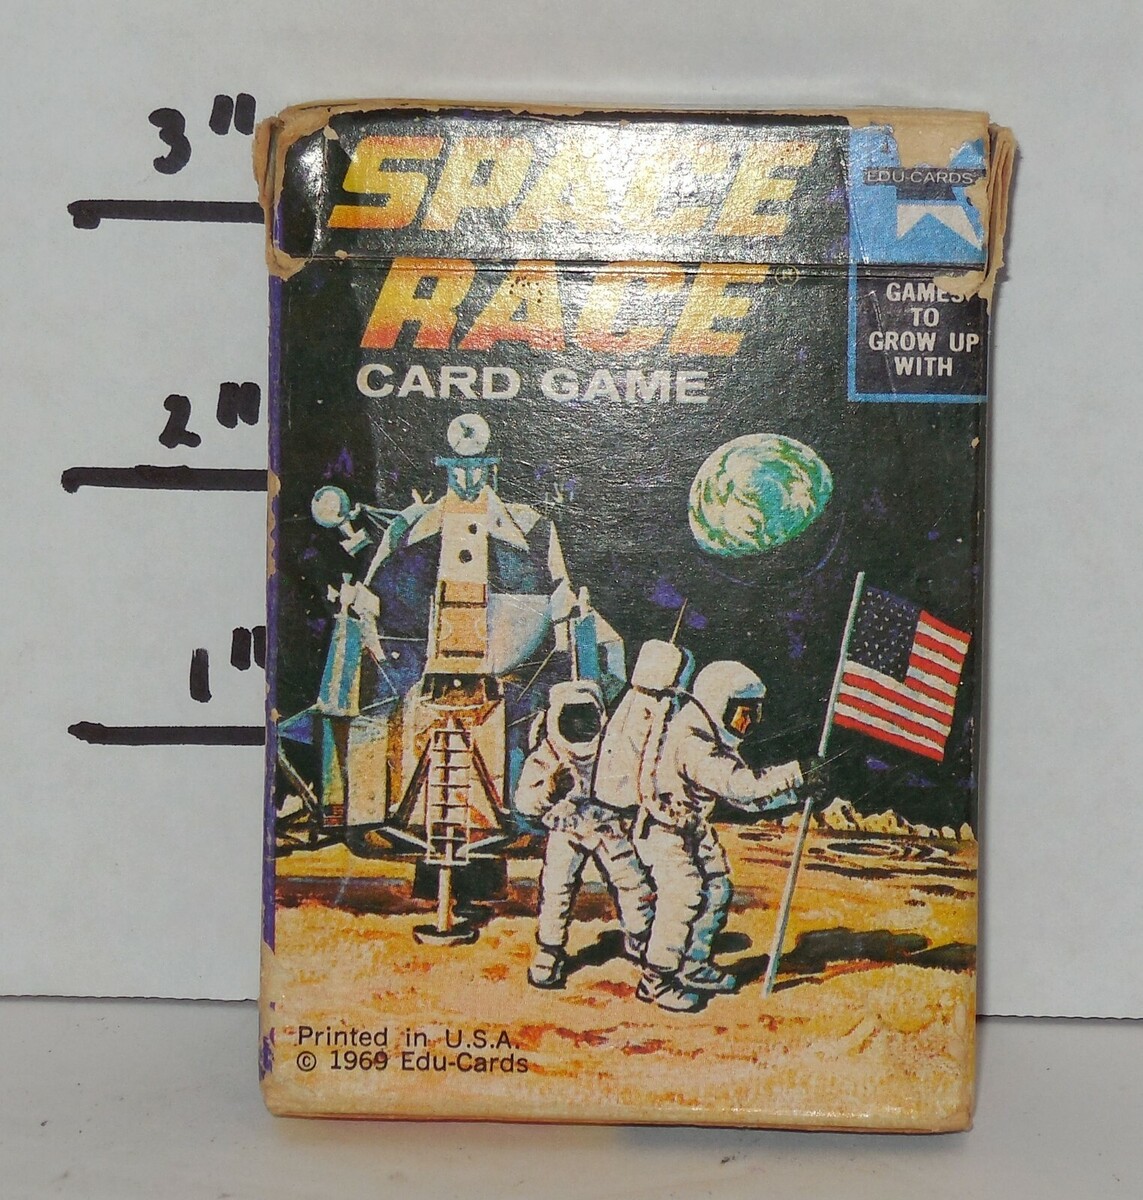 3"
2"
1"
SPACE
RACE®
CARD GAME
EDU-CARDS
GAMES
TO
GROW UP
WITH
Printed in U.S.A.
© 1969 Edu-Cards